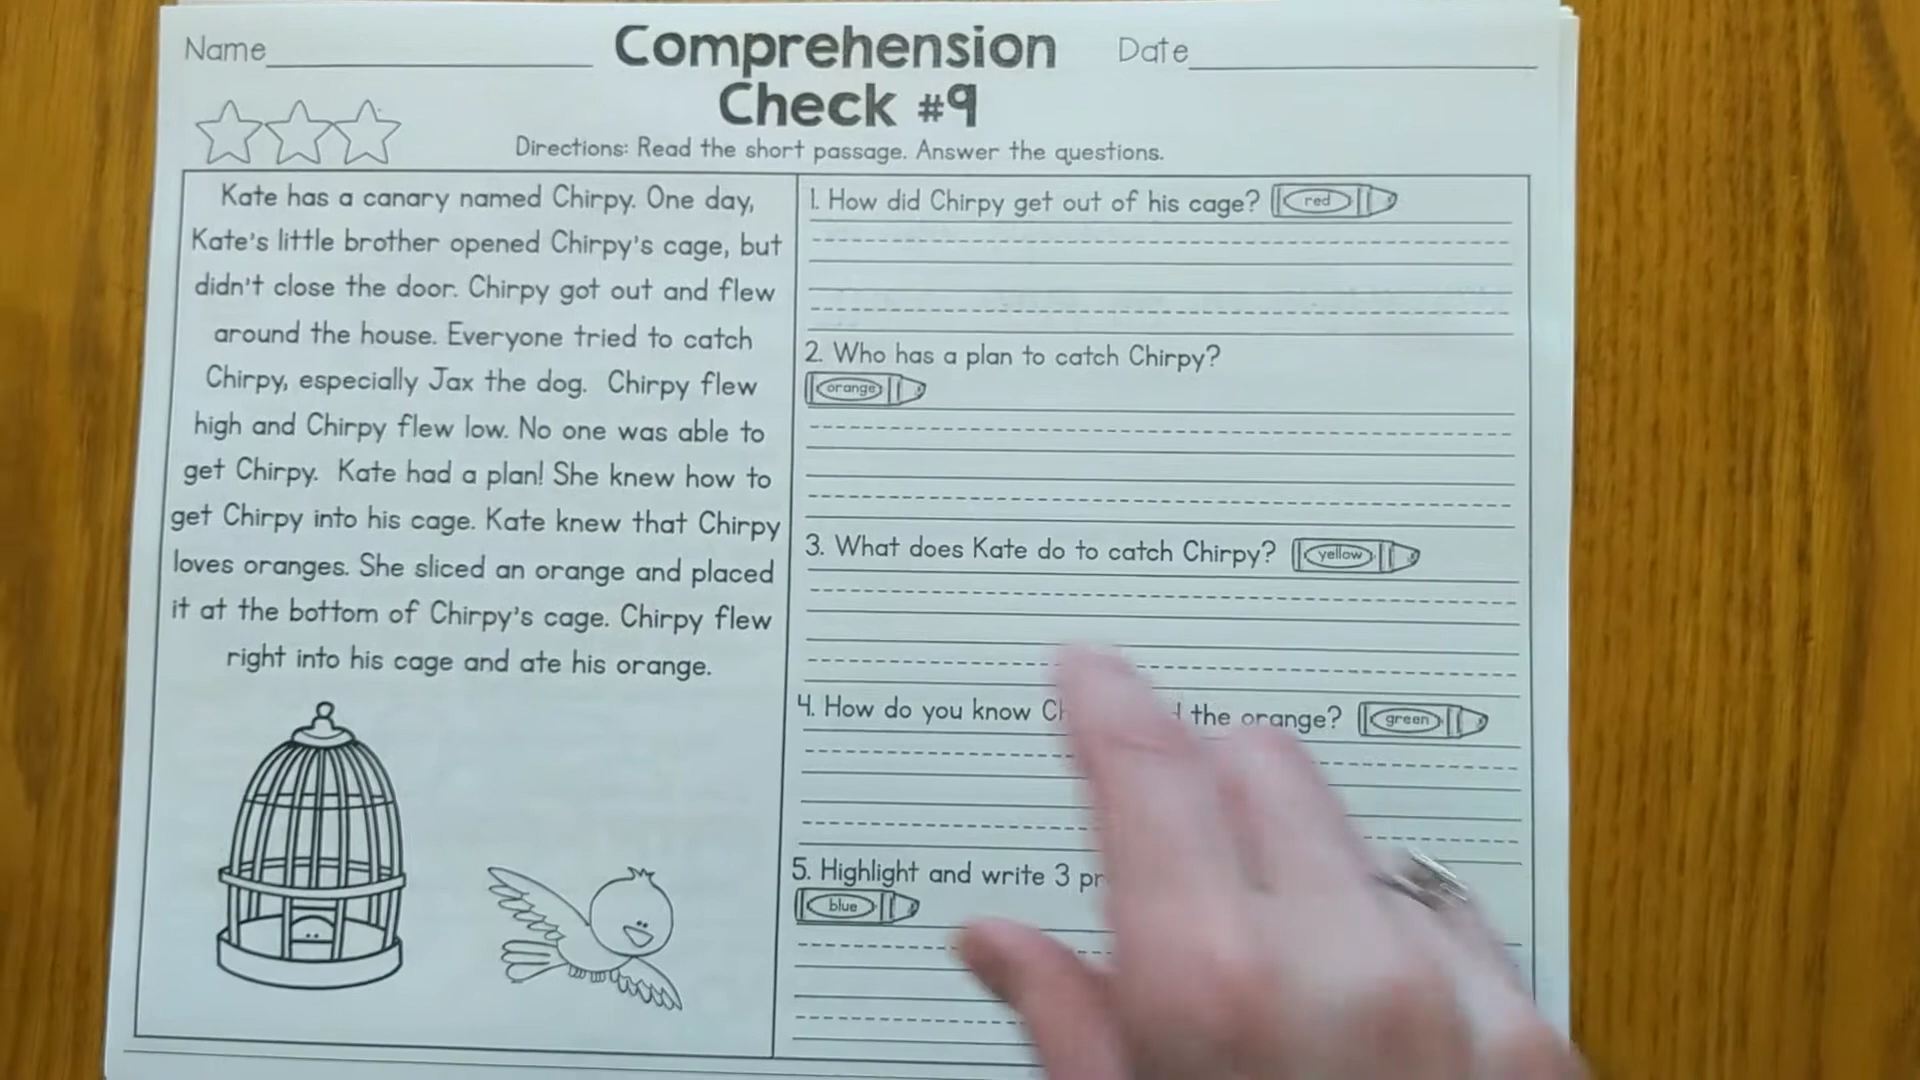 Name
Comprehension
Check #9
Date
Directions: Read the short passage. Answer the questions.
Kate has a canary named Chirpy. One day,
Kate's little brother opened Chirpy's cage, but
didn't close the door. Chirpy got out and flew
around the house. Everyone tried to catch
Chirpy, especially Jax the dog. Chirpy flew
high and Chirpy flew low. No one was able to
get Chirpy. Kate had a plan! She knew how to
get Chirpy into his cage. Kate knew that Chirpy
loves oranges. She sliced an orange and placed
it at the bottom of Chirpy's cage. Chirpy flew
right into his cage and ate his orange.
1. How did Chirpy get out of his cage? red
2. Who has a plan to catch Chirpy?
orange
3. What does Kate do to catch Chirpy? yellow
4. How do you know the orange? green
5. Highlight and write 3
blue